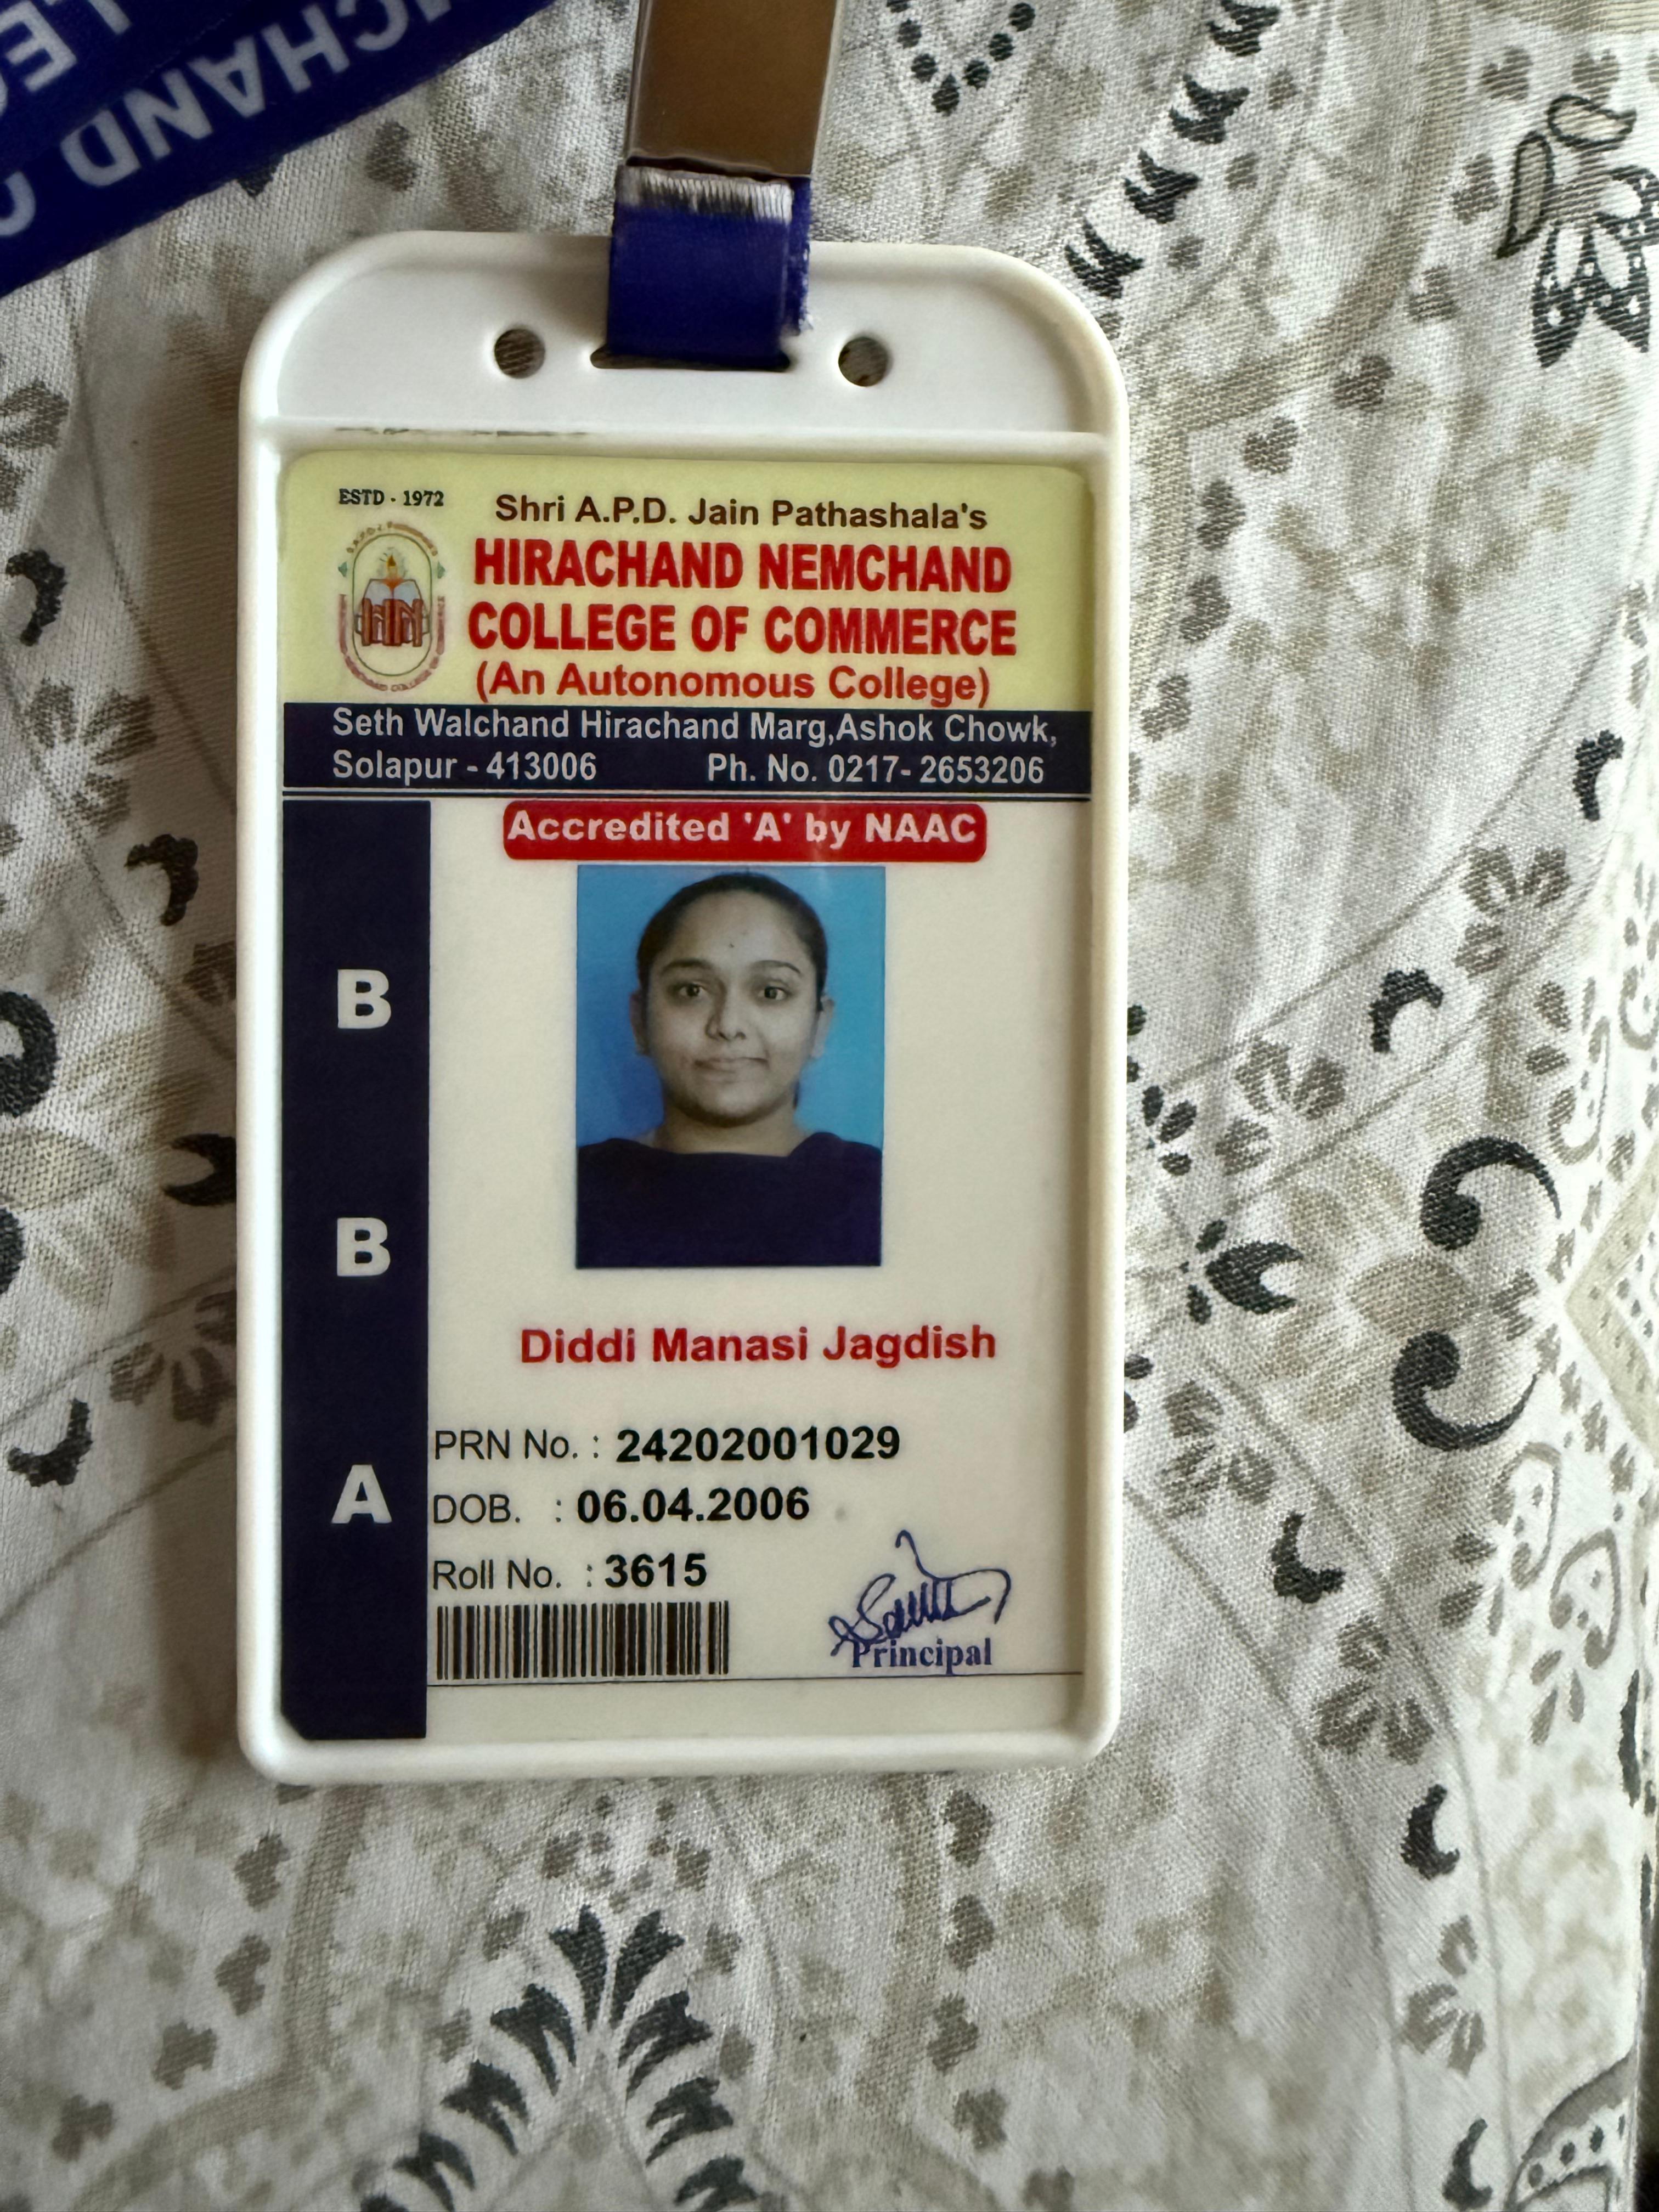 CHAND
ESTD - 1972
Shri A.P.D. Jain Pathashala's
HIRACHAND NEMCHAND
COLLEGE OF COMMERCE
(An Autonomous College)
Seth Walchand Hirachand Marg,Ashok Chowk,
Solapur - 413006 Ph. No. 0217- 2653206
Accredited 'A' by NAAC
B
B
A
Diddi Manasi Jagdish
PRN No. : 24202001029
DOB. : 06.04.2006
Roll No. : 3615
Principal